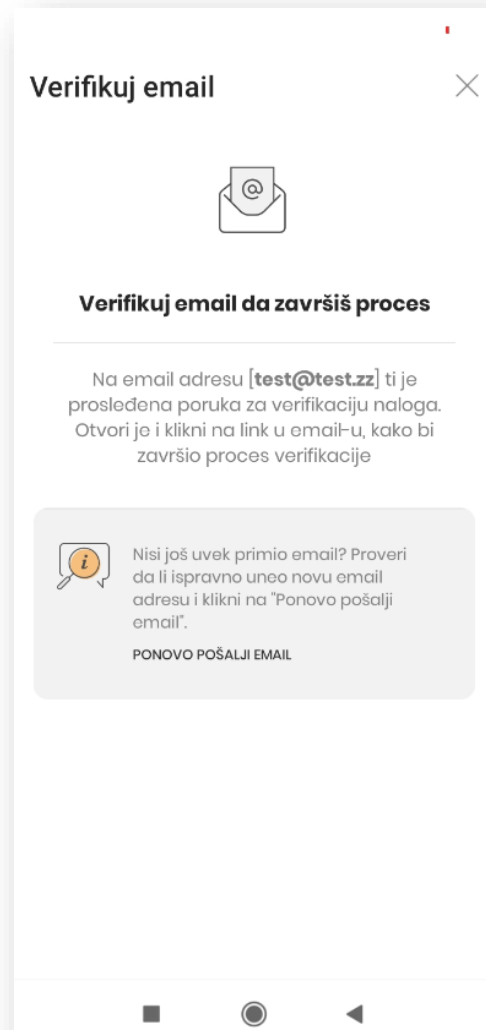 Verifikuj email
@
Verifikuj email da završiš proces
Na email adresu [test@test.zz] ti je
prosleđena poruka za verifikaciju naloga.
Otvori je i klikni na link u email-u, kako bi
završio proces verifikacije
i
Nisi još uvek primio email? Proveri
da li ispravno uneo novu email
adresu i klikni na "Ponovo pošalji
email".
PONOVO POŠALJI EMAIL